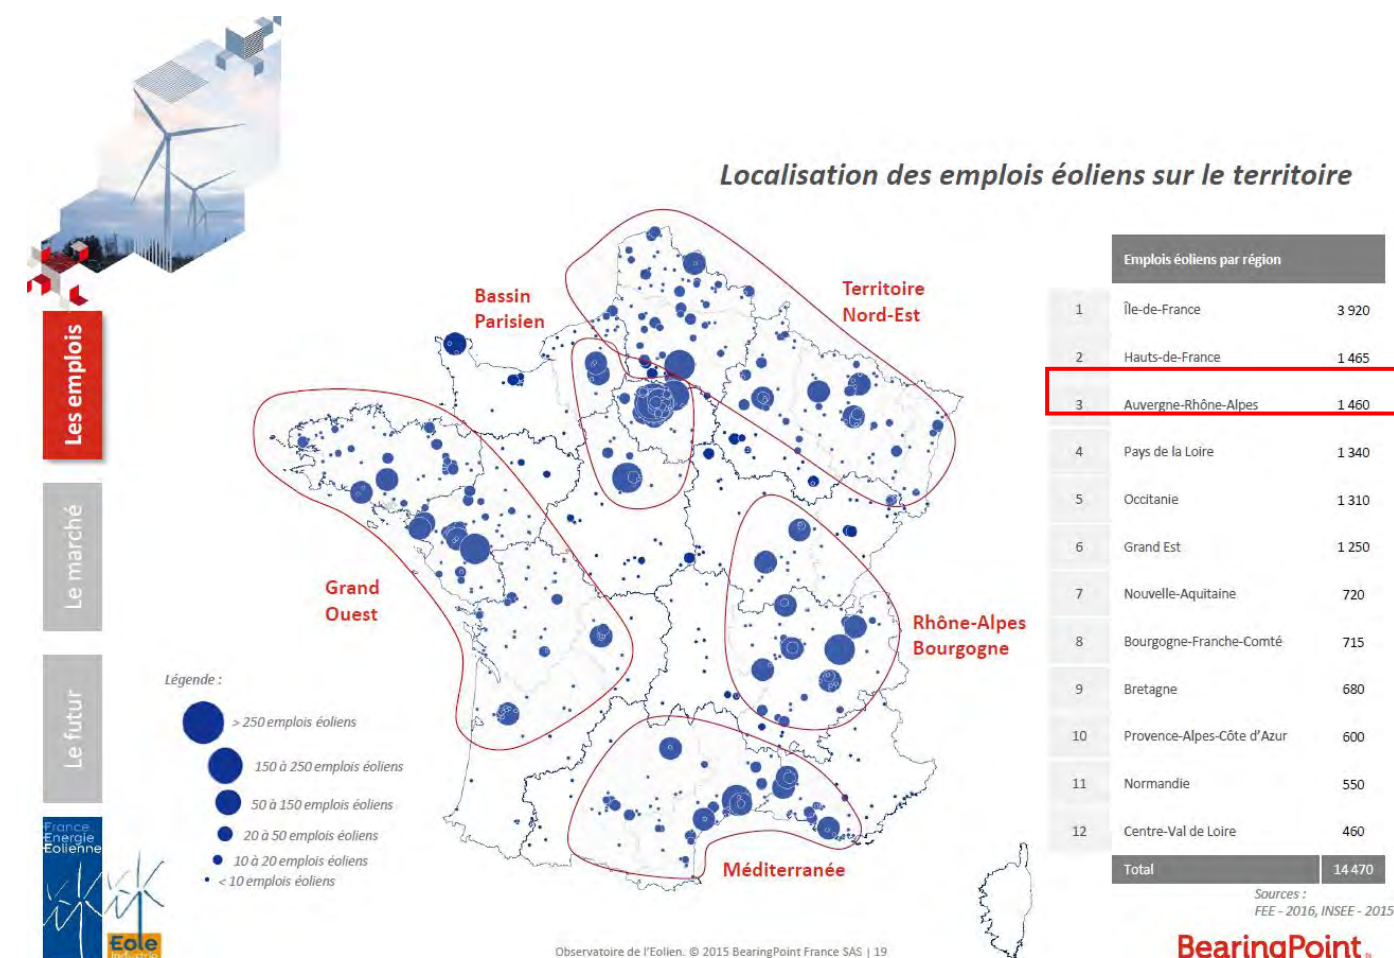 Localisation des emplois éoliens sur le territoire
Les emplois
Le marché
Le futur
Bassin
Parisien
Territoire
Nord-Est
Grand
Ouest
Rhône-Alpes
Bourgogne
Méditerranée
Légende :
> 250 emplois éoliens
150 à 250 emplois éoliens
50 à 150 emplois éoliens
20 à 50 emplois éoliens
10 à 20 emplois éoliens
< 10 emplois éoliens
Emplois éoliens par région
1 Île-de-France 3 920
2 Hauts-de-France 1 465
3 Auvergne-Rhône-Alpes 1 460
4 Pays de la Loire 1 340
5 Occitanie 1 310
6 Grand Est 1 250
7 Nouvelle-Aquitaine 720
8 Bourgogne-Franche-Comté 715
9 Bretagne 680
10 Provence-Alpes-Côte d'Azur 600
11 Normandie 550
12 Centre-Val de Loire 460
Total 14 470
Sources :
FEE - 2016, INSEE - 2015
France
Energie
Eolienne
Eole
Industrie
Observatoire de l'Eolien. © 2015 BearingPoint France SAS | 19
BearingPoint